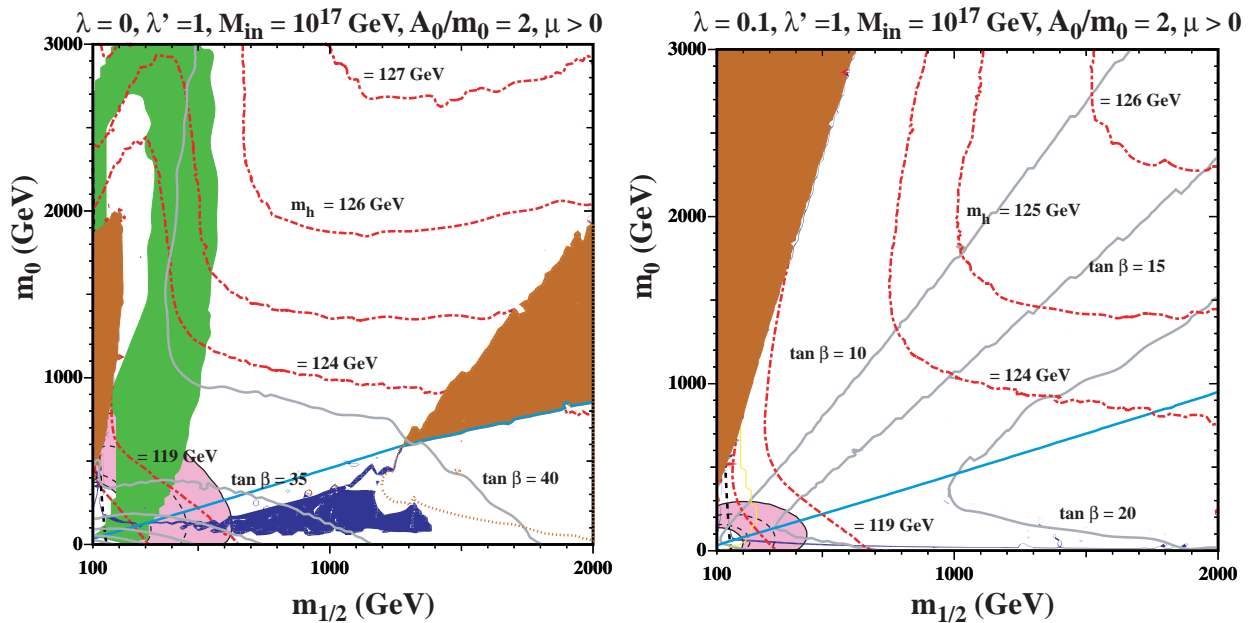 λ = 0, λ’ =1, M_in = 10^17 GeV, A_0/m_0 = 2, μ > 0
3000
2000
1000
0
m_0 (GeV)
= 127 GeV
m_h = 126 GeV
= 124 GeV
= 119 GeV
tan β = 35
tan β = 40
100
1000
2000
m_1/2 (GeV)
λ = 0.1, λ’ =1, M_in = 10^17 GeV, A_0/m_0 = 2, μ > 0
3000
2000
1000
0
m_0 (GeV)
= 126 GeV
m_h = 125 GeV
tan β = 15
tan β = 10
= 124 GeV
tan β = 20
= 119 GeV
100
1000
2000
m_1/2 (GeV)